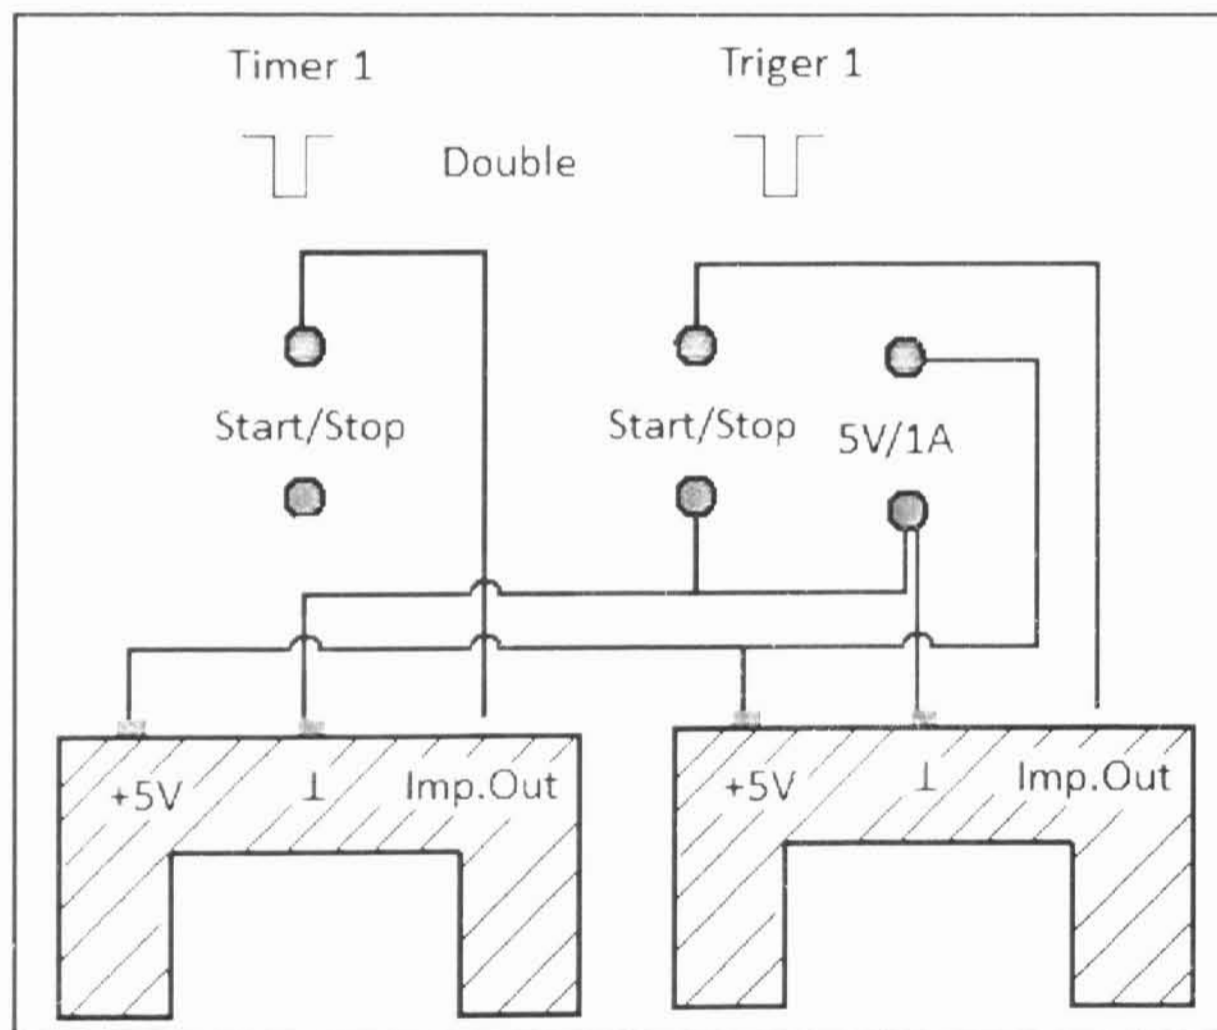 Timer 1
Triger 1
Double
Start/Stop
Start/Stop
5V/1A
+5V
⊥
Imp.Out
+5V
⊥
Imp.Out